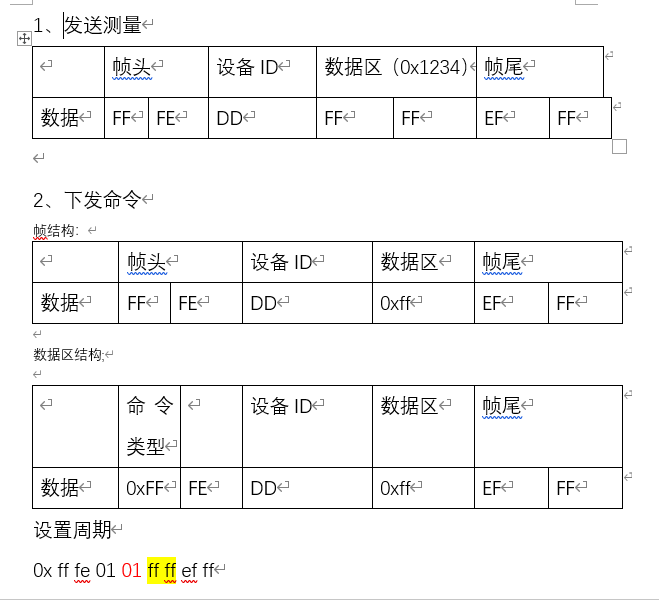 1、发送测量
帧头 设备 ID 数据区（0x1234） 帧尾
数据 FF FE DD FF FF EF FF
2、下发命令
帧结构：
帧头 设备 ID 数据区 帧尾
数据 FF FE DD 0xff EF FF
数据区结构;
命 令 设备 ID 数据区 帧尾
类型
数据 0xFF FE DD 0xff EF FF
设置周期
0x ff fe 01 01 ff ff ef ff